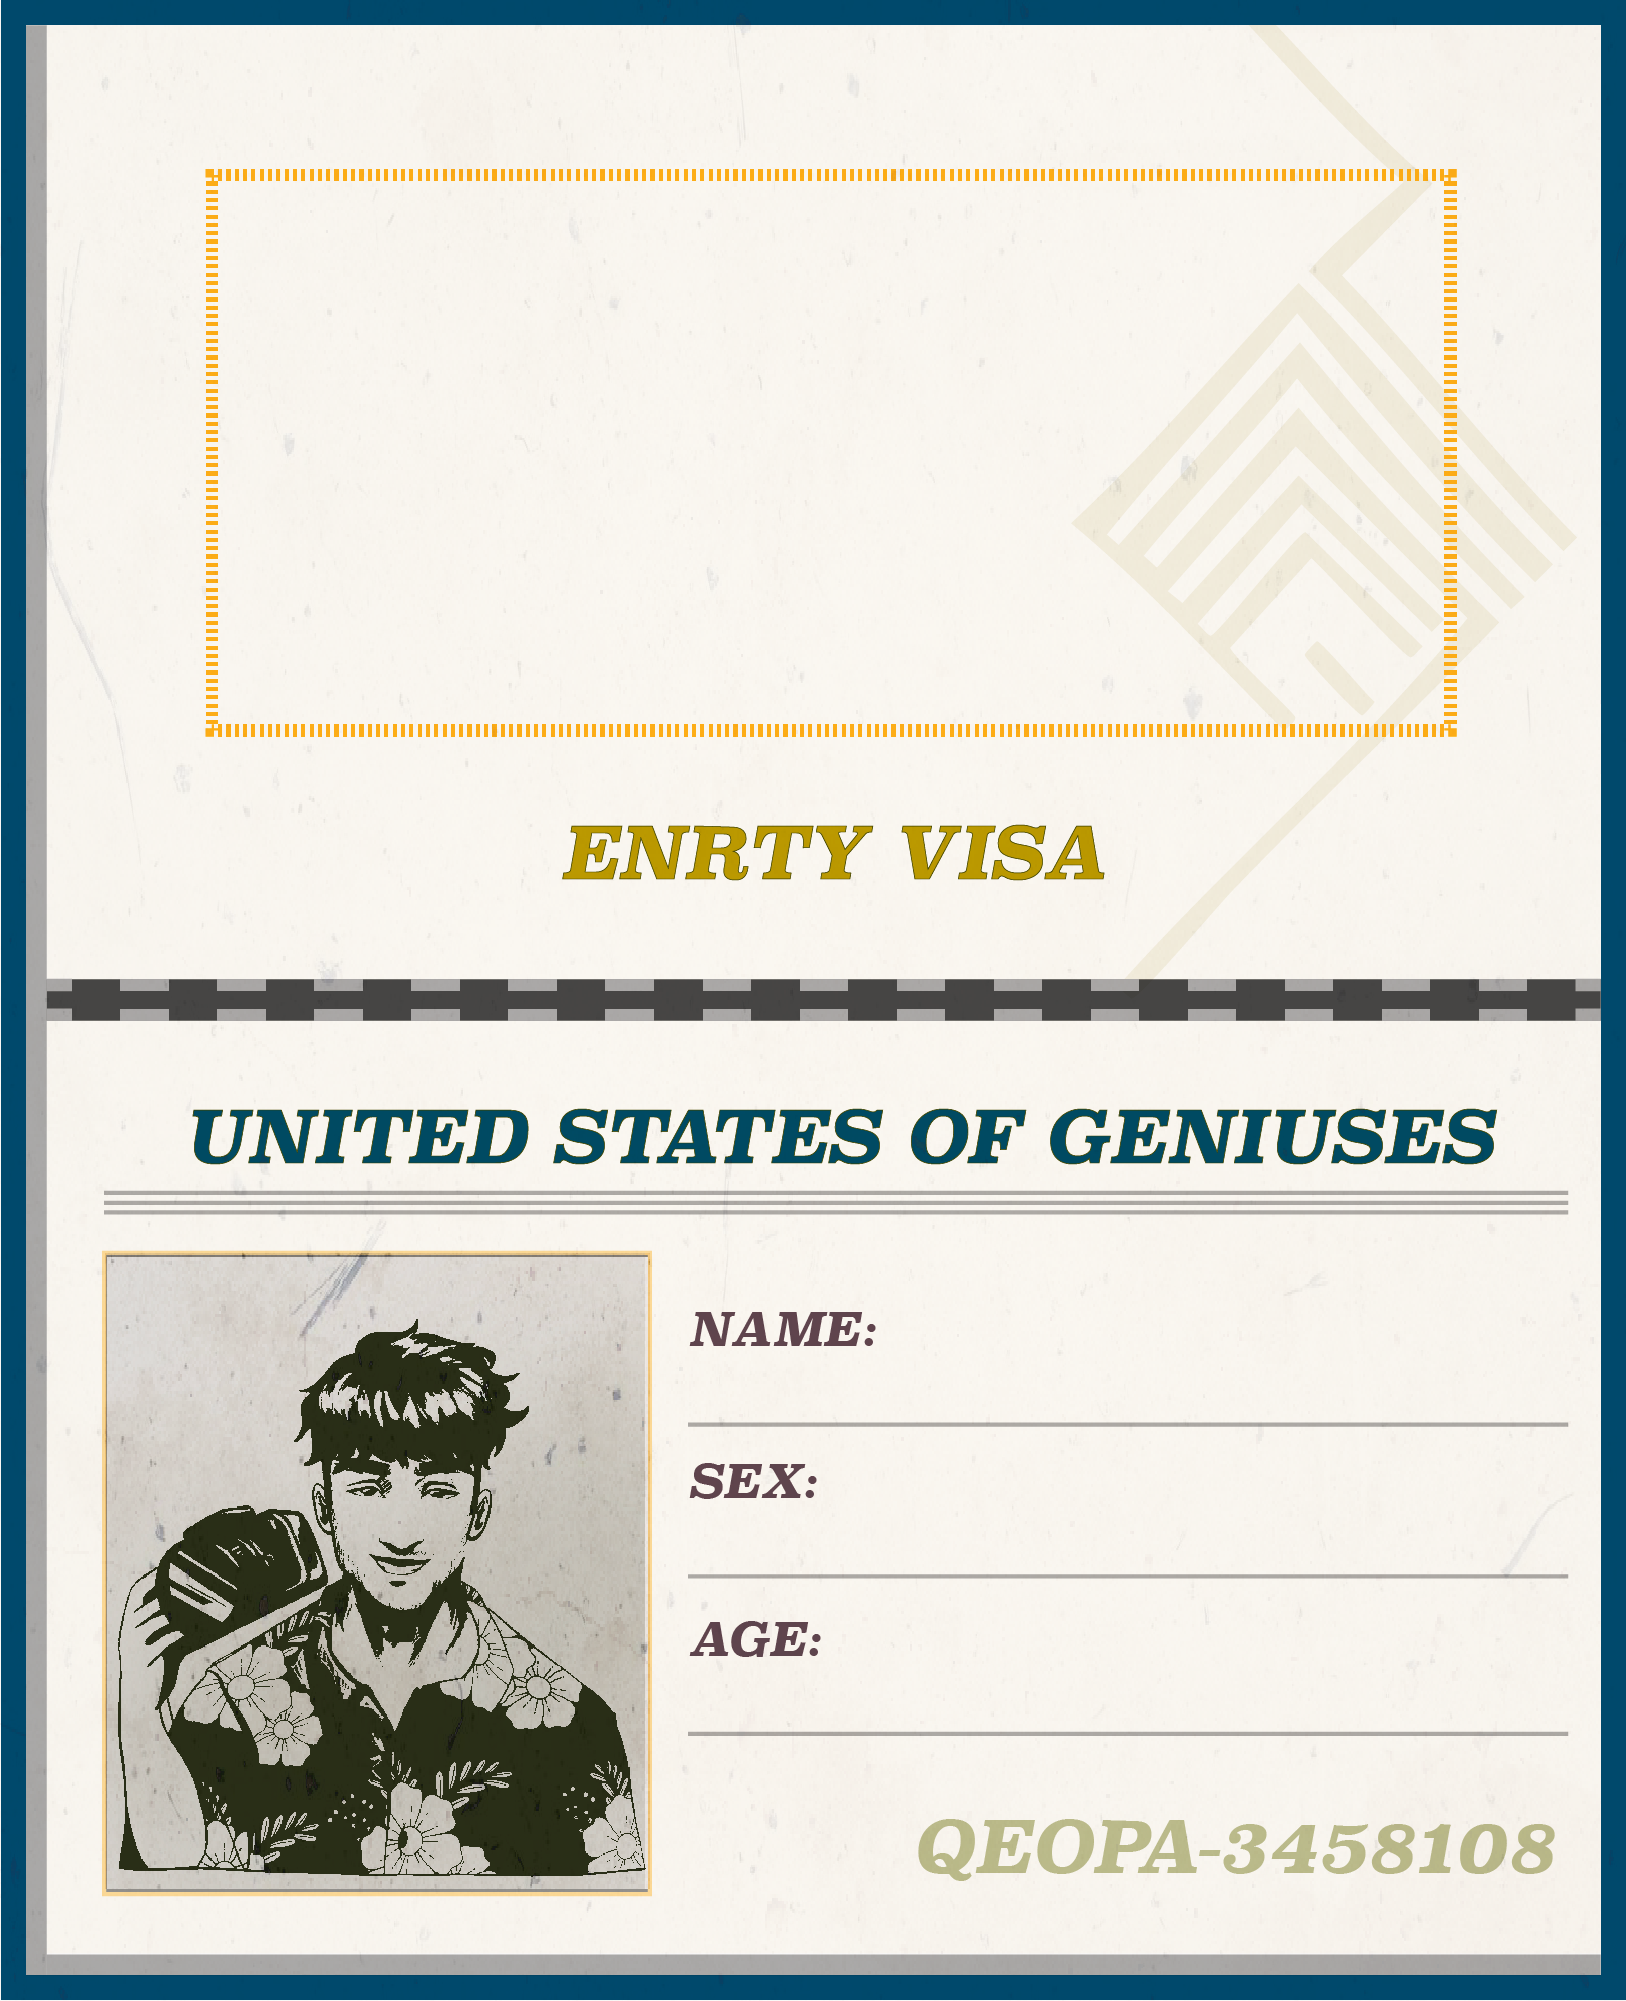 ENRTY VISA
UNITED STATES OF GENIUSES
NAME:
SEX:
AGE:
QEOPA-3458108